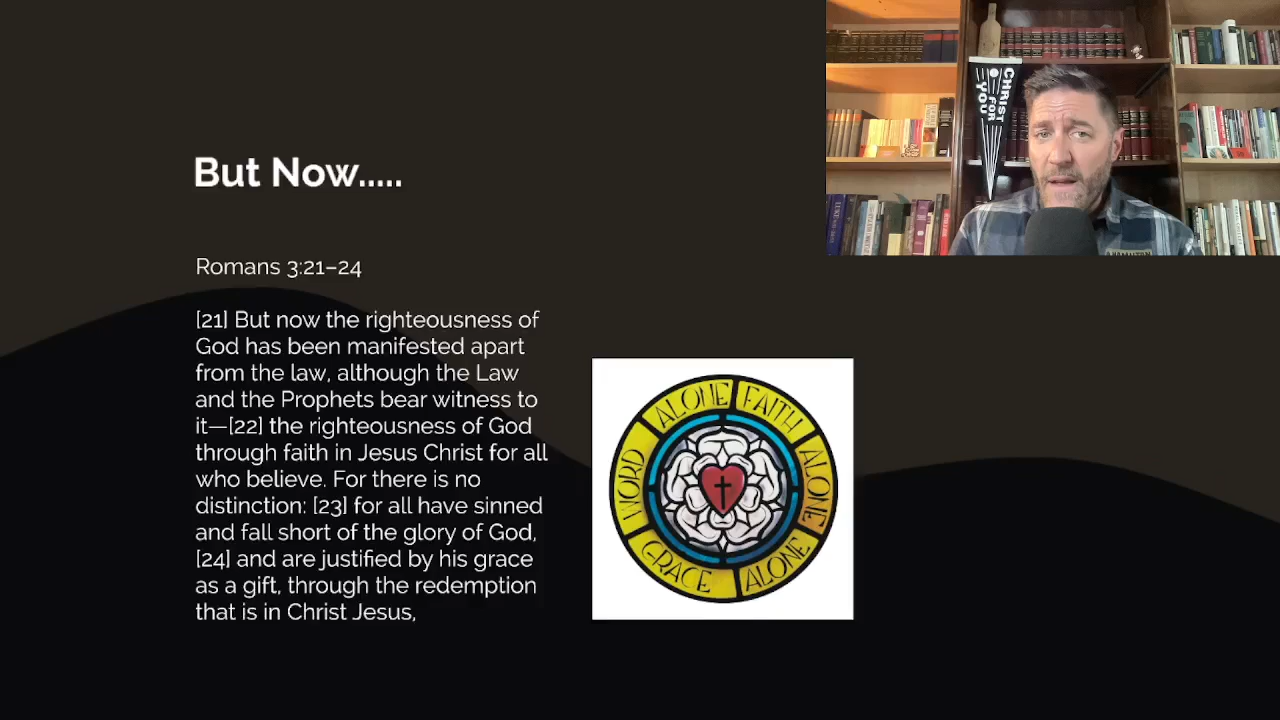 But Now.....
Romans 3:21–24
[21] But now the righteousness of
God has been manifested apart
from the law, although the Law
and the Prophets bear witness to
it—[22] the righteousness of God
through faith in Jesus Christ for all
who believe. For there is no
distinction: [23] for all have sinned
and fall short of the glory of God,
[24] and are justified by his grace
as a gift, through the redemption
that is in Christ Jesus,
WORD ALONE
FAITH ALONE
GRACE ALONE
CHRIST
FOR
YOU